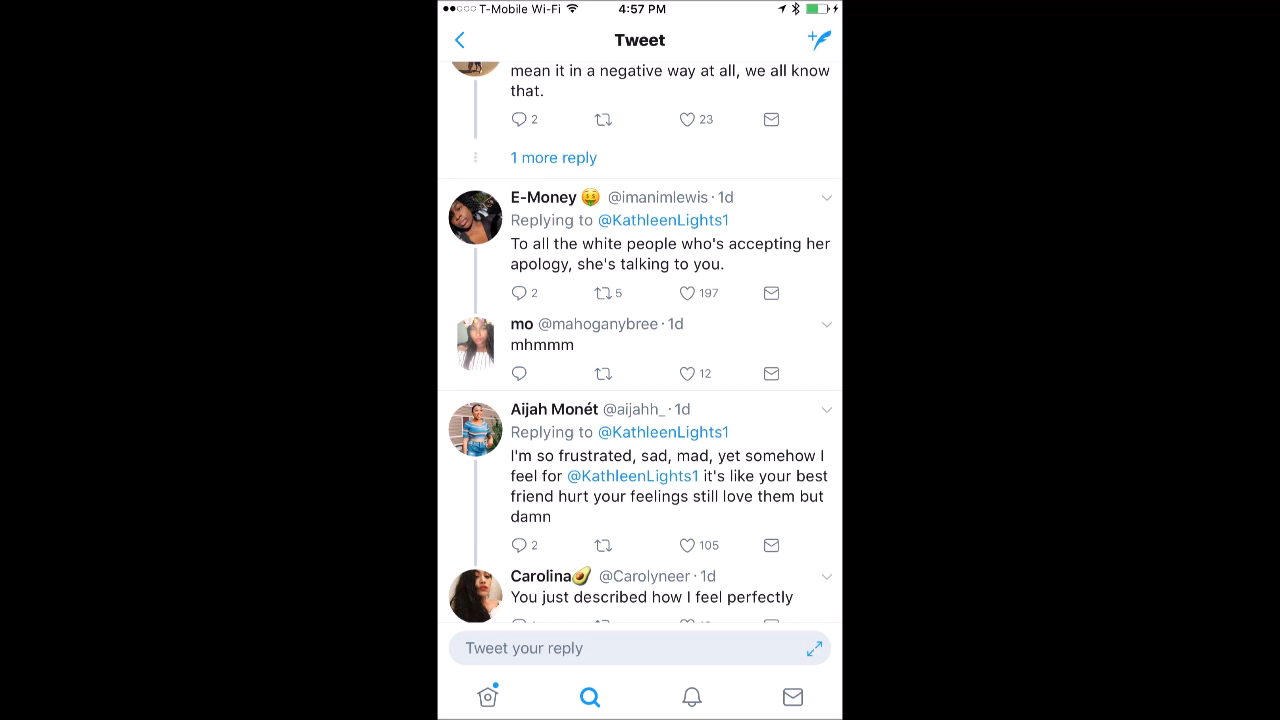 T-Mobile Wi-Fi 4:57 PM
Tweet
mean it in a negative way at all, we all know
that.
2 23
1 more reply
E-Money 🤑 @imanimlewis · 1d
Replying to @KathleenLights1
To all the white people who's accepting her
apology, she's talking to you.
2 5 197
mo @mahoganybree · 1d
mhmmm
12
Aijah Monét @aijahh_ · 1d
Replying to @KathleenLights1
I'm so frustrated, sad, mad, yet somehow I
feel for @KathleenLights1 it's like your best
friend hurt your feelings still love them but
damn
2 105
Carolina🥑 @Carolyneer · 1d
You just described how I feel perfectly
Tweet your reply